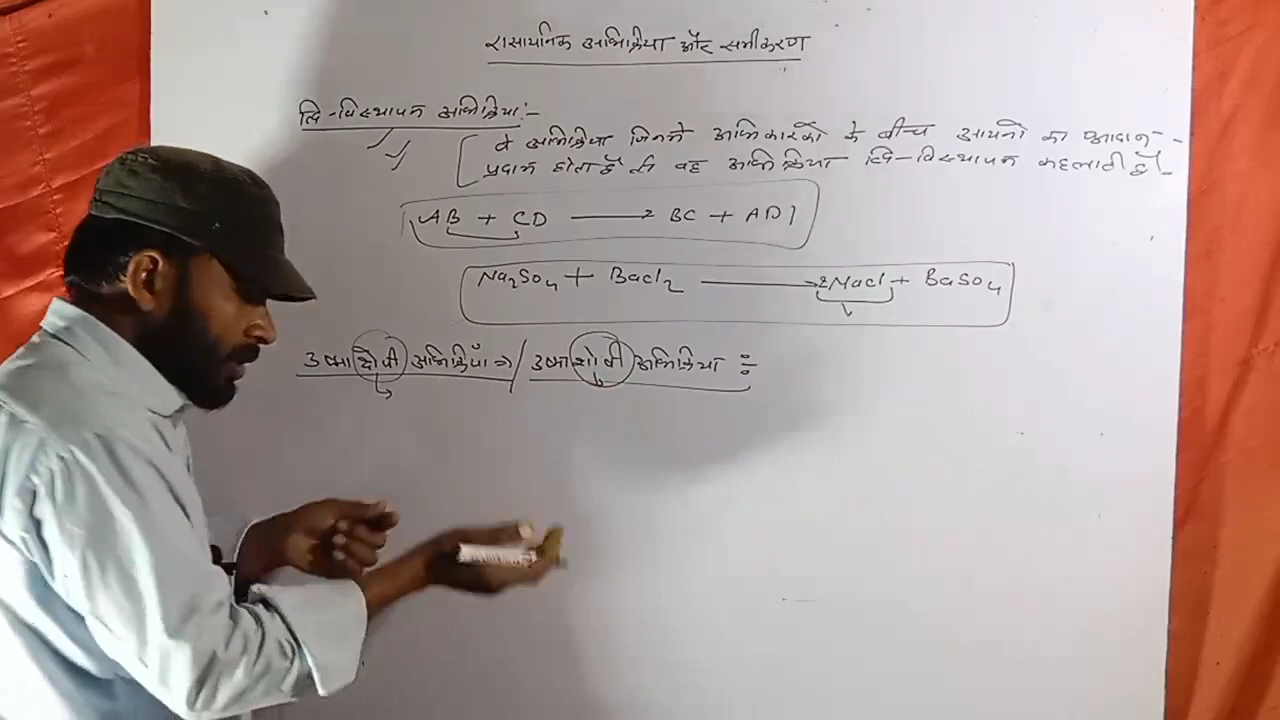 रासायनिक अभिक्रिया और समीकरण
द्वि-विस्थापन अभिक्रिया:-
वे अभिक्रिया जिनमे अभिकारको के बीच आयनो का आदान-
प्रदान होता है वह अभिक्रिया द्वि-विस्थापन कहलाती है।
AB + CD → BC + AD
Na₂SO₄ + BaCl₂ → 2NaCl + BaSO₄
उष्माक्षेपी अभिक्रियाँ ⇒ / उष्माशोषी अभिक्रिया ÷